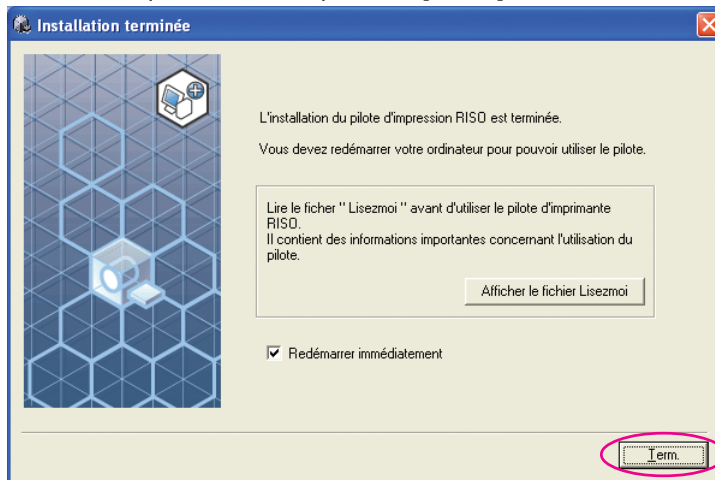 Installation terminée
L'installation du pilote d'impression RISO est terminée.
Vous devez redémarrer votre ordinateur pour pouvoir utiliser le pilote.
Lire le ficher " Lisezmoi " avant d'utiliser le pilote d'imprimante
RISO.
Il contient des informations importantes concernant l'utilisation du
pilote.
Afficher le fichier Lisezmoi
Redémarrer immédiatement
Term.